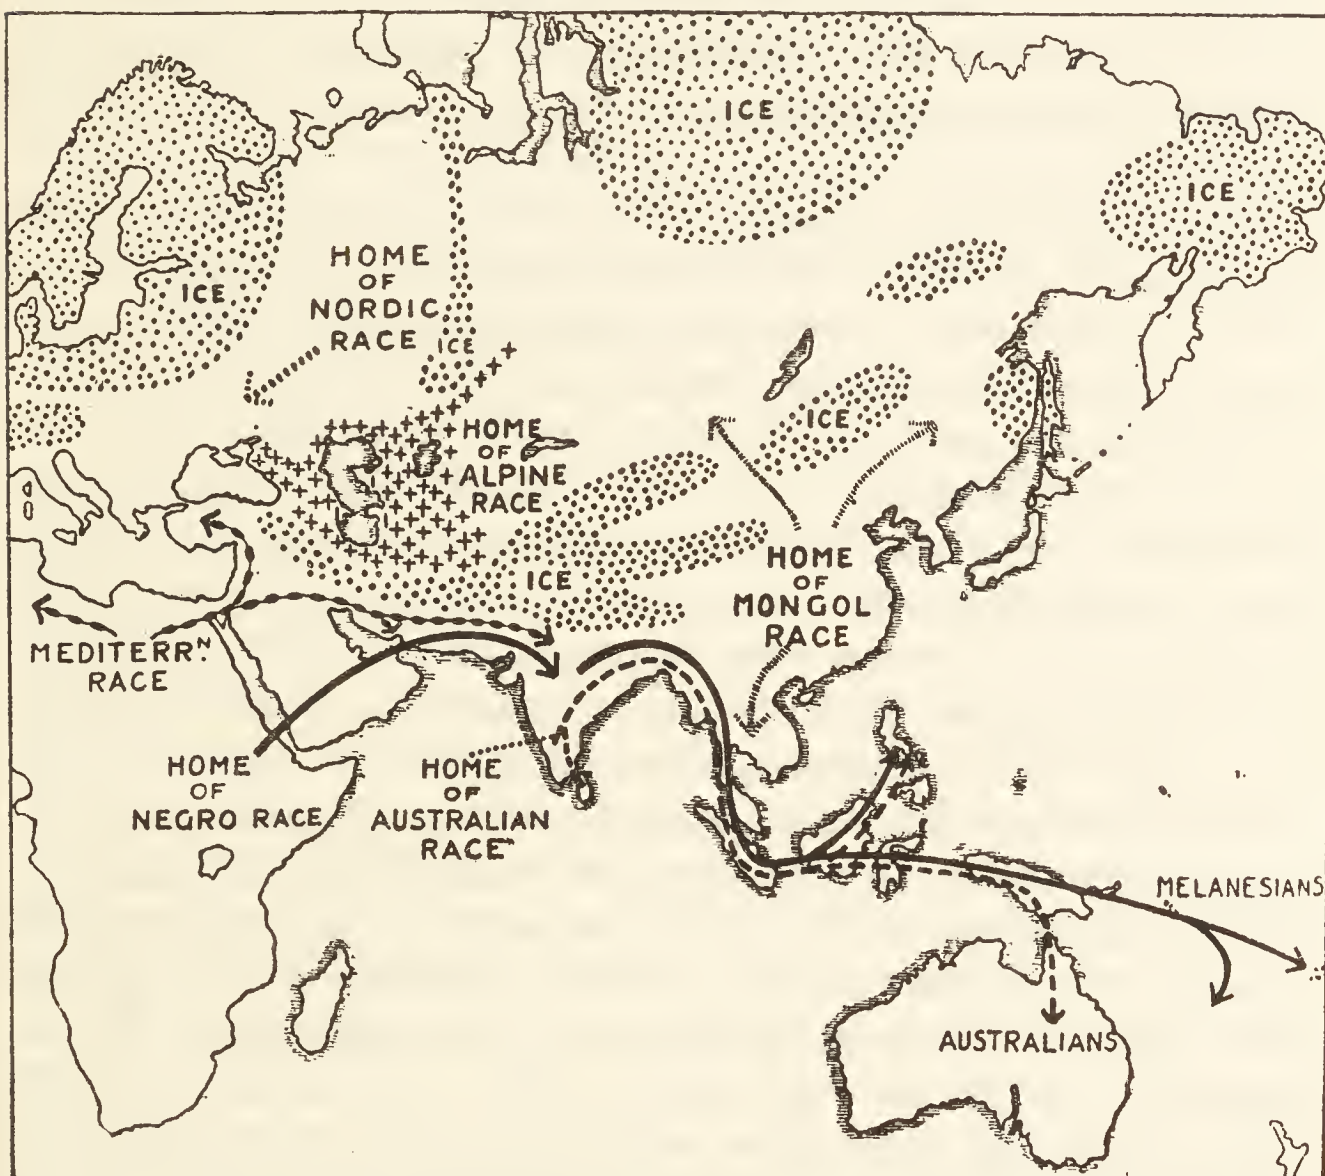 ICE
ICE
HOME
OF
NORDIC
RACE
ICE
ICE
ICE
HOME
OF
ALPINE
RACE
ICE
HOME
OF
MONGOL
RACE
MEDITERR.ᴺ
RACE
HOME
OF
NEGRO RACE
HOME
OF
AUSTRALIAN
RACE
MELANESIANS
AUSTRALIANS